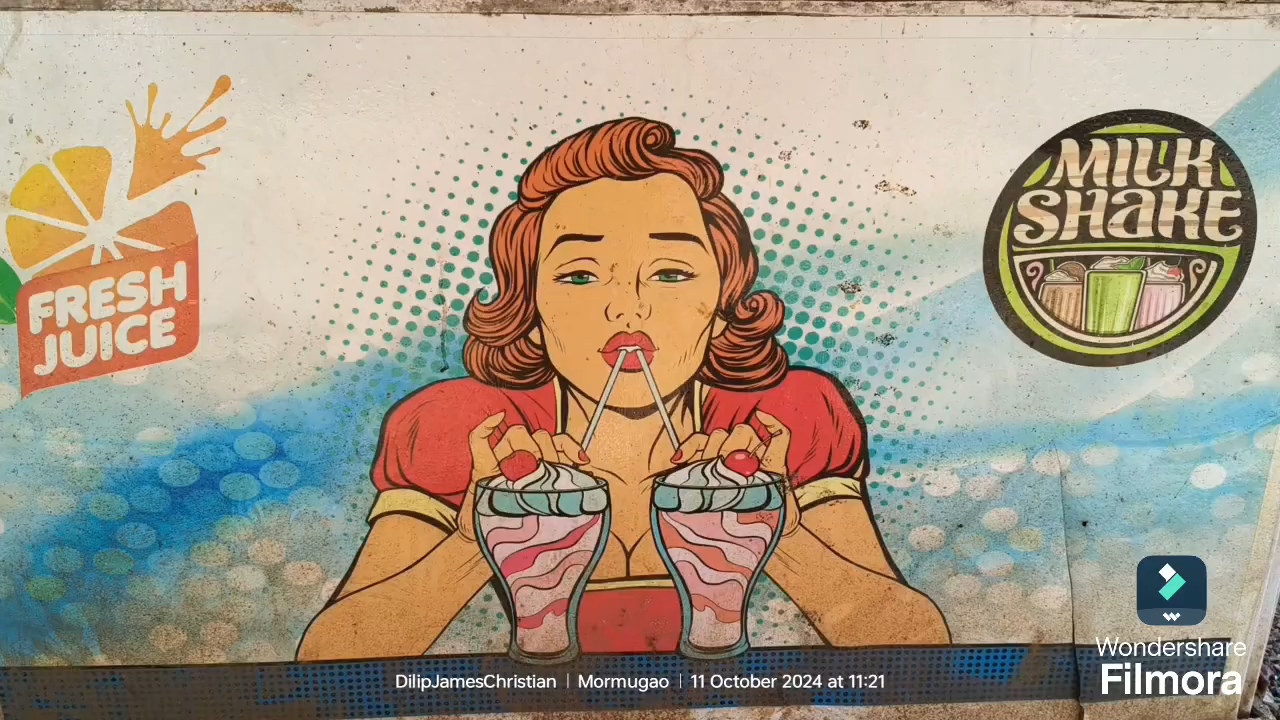 FRESH
JUICE
MILK
SHAKE
DilipJamesChristian | Mormugao | 11 October 2024 at 11:21
Wondershare
Filmora